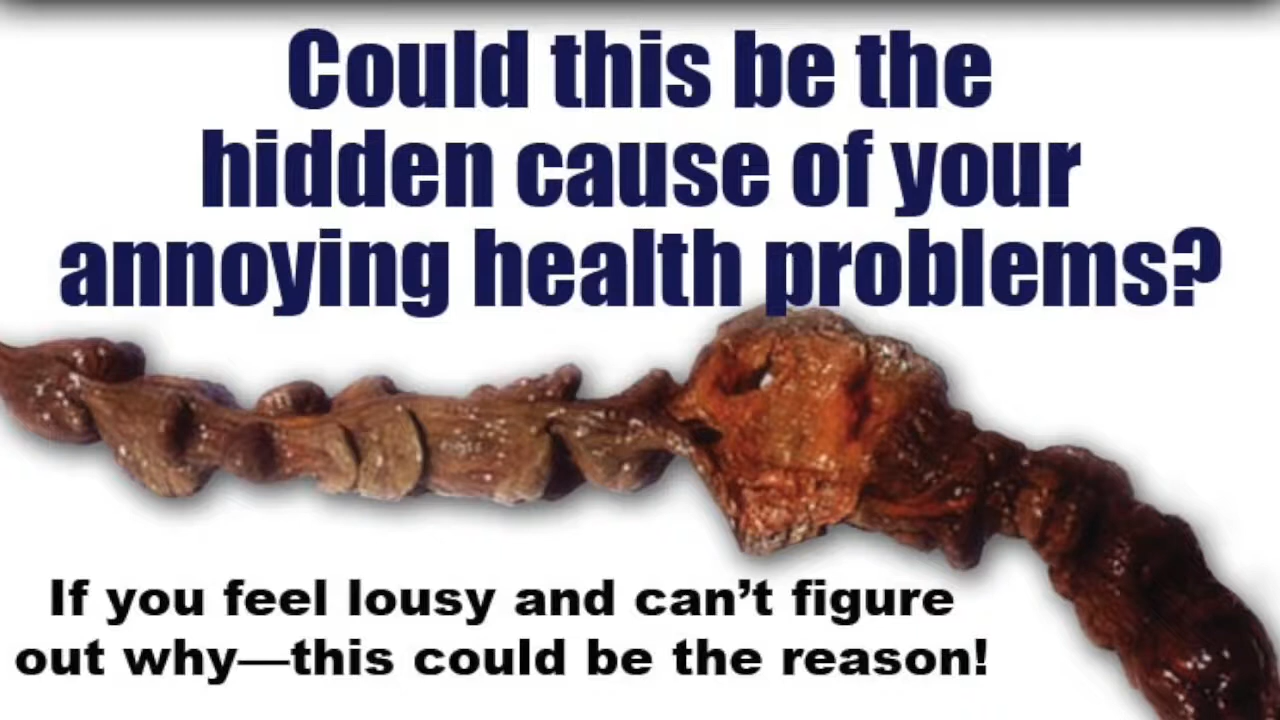 Could this be the
hidden cause of your
annoying health problems?
If you feel lousy and can’t figure
out why—this could be the reason!